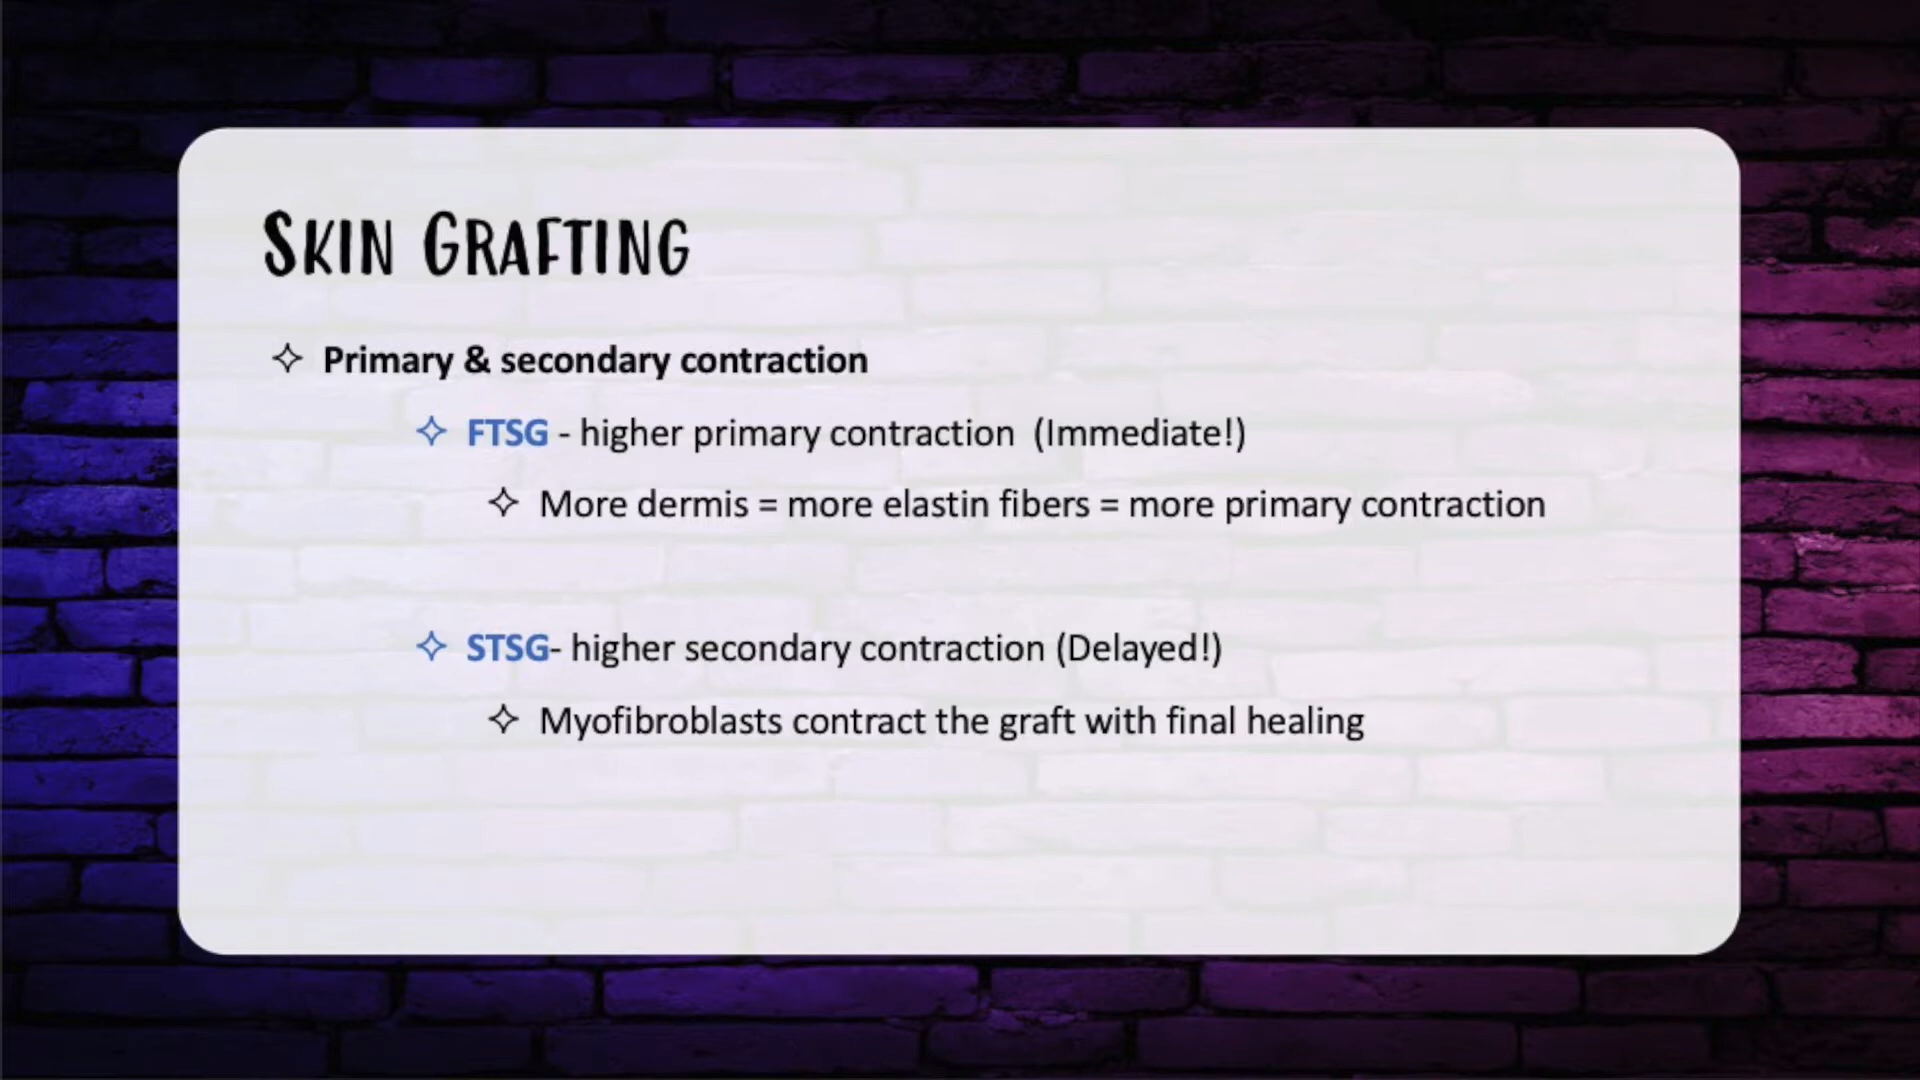 Skin Grafting
Primary & secondary contraction
FTSG - higher primary contraction (Immediate!)
More dermis = more elastin fibers = more primary contraction
STSG- higher secondary contraction (Delayed!)
Myofibroblasts contract the graft with final healing